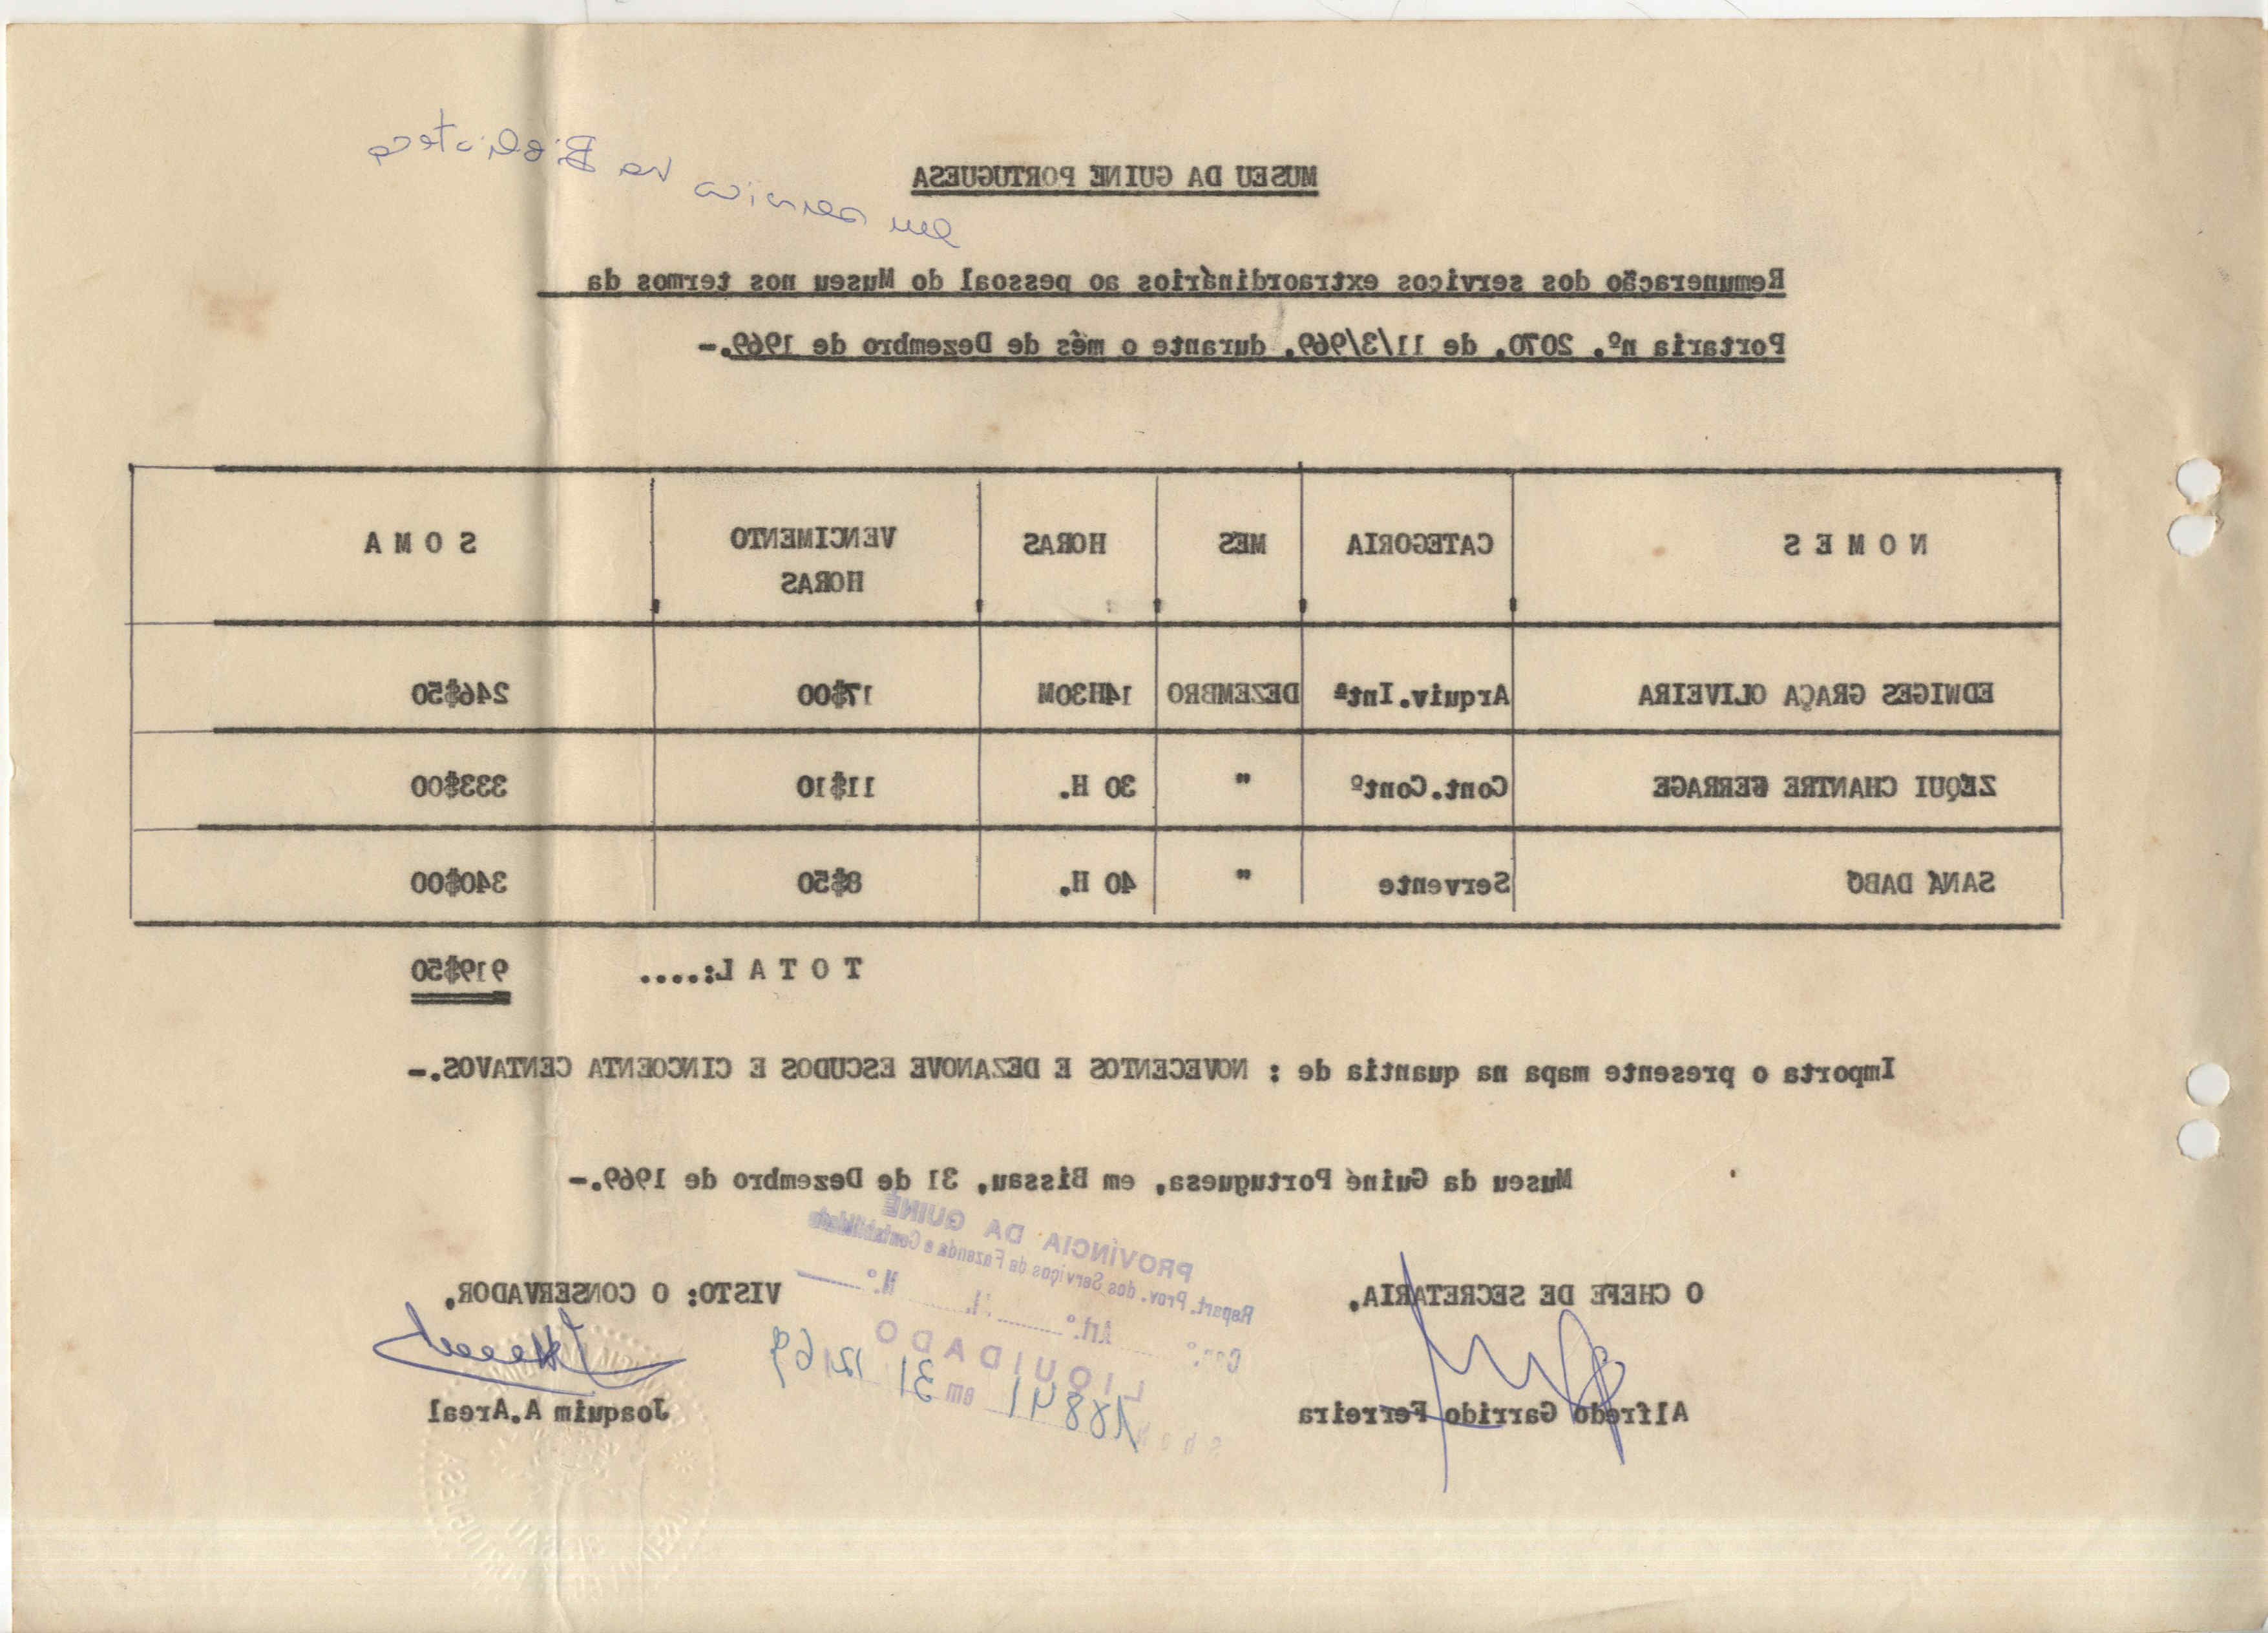 MUSEU DA GUINÉ PORTUGUESA
em serviço na Biblioteca
Remuneração dos serviços extraordinários ao pessoal do Museu nos termos da
Portaria nº. 2070, de 11/3/969, durante o mês de Dezembro de 1969.-
N O M E S CATEGORIA MÊS HORAS VENCIMENTO HORAS S O M A
EDWIGES GRAÇA OLIVEIRA Arquiv.Intª DEZEMBRO 14H30M 17$00 246$50
ZÉQUI CHANTRE SERRAGE Cont.Contº " 30 H. 11$10 333$00
SANÁ DABÓ Servente " 40 H. 8$50 340$00
T O T A L:.... 919$50
Importa o presente mapa na quantia de : NOVECENTOS E DEZANOVE ESCUDOS E CINCOENTA CENTAVOS.-
Museu da Guiné Portuguesa, em Bissau, 31 de Dezembro de 1969.-
PROVÍNCIA DA GUINÉ
Repart. Prov. dos Serviços de Fazenda e Contabilidade
Cap.º Art.º N.º
LIQUIDADO
em 31 12/69
O CHEFE DE SECRETARIA,
Alfredo Garrido Ferreira
VISTO: O CONSERVADOR,
Joaquim A.Areal